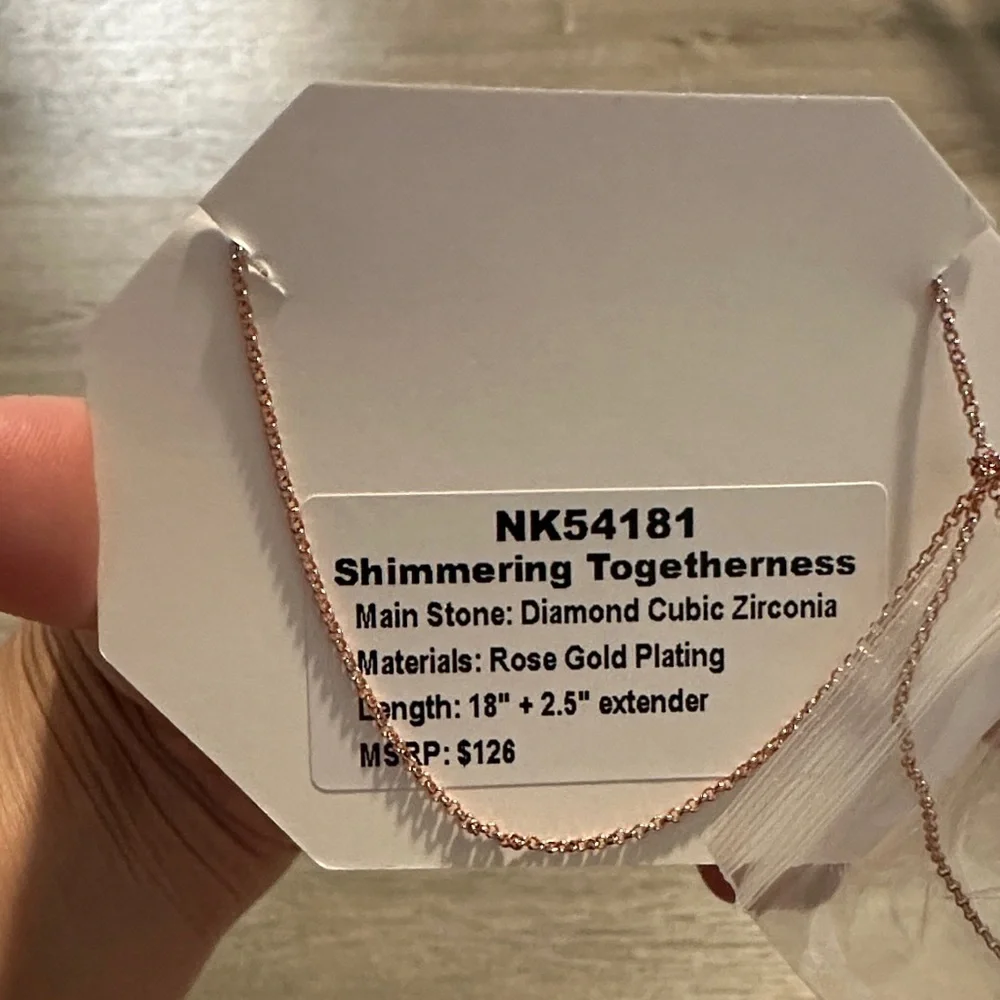 NK54181
Shimmering Togetherness
Main Stone: Diamond Cubic Zirconia
Materials: Rose Gold Plating
Length: 18" + 2.5" extender
MSRP: $126